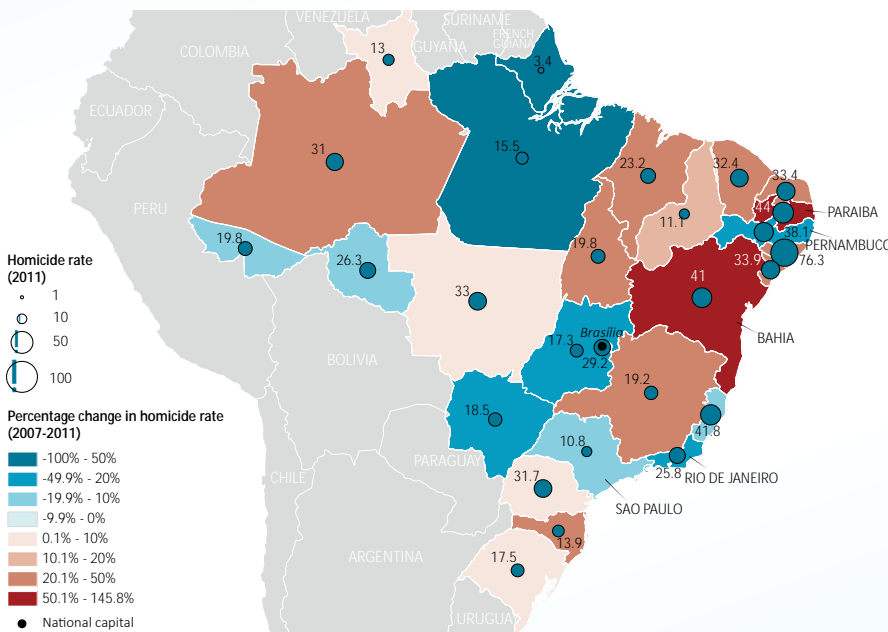 VENEZUELA
SURINAME
COLOMBIA
GUYANA
FRENCH
GUIANA
13
3.4
ECUADOR
31
15.5
23.2
32.4
33.4
PERU
44
PARAIBA
11.1
19.8
38.1
PERNAMBUCO
26.3
19.8
33.9
76.3
Homicide rate
(2011)
1
10
50
100
33
41
Brasília
17.3
29.2
BAHIA
BOLIVIA
19.2
18.5
41.8
10.8
Percentage change in homicide rate
(2007-2011)
-100% - 50%
-49.9% - 20%
-19.9% - 10%
-9.9% - 0%
0.1% - 10%
10.1% - 20%
20.1% - 50%
50.1% - 145.8%
National capital
PARAGUAY
CHILE
31.7
25.8
RIO DE JANEIRO
SAO PAULO
13.9
ARGENTINA
17.5
URUGUAY